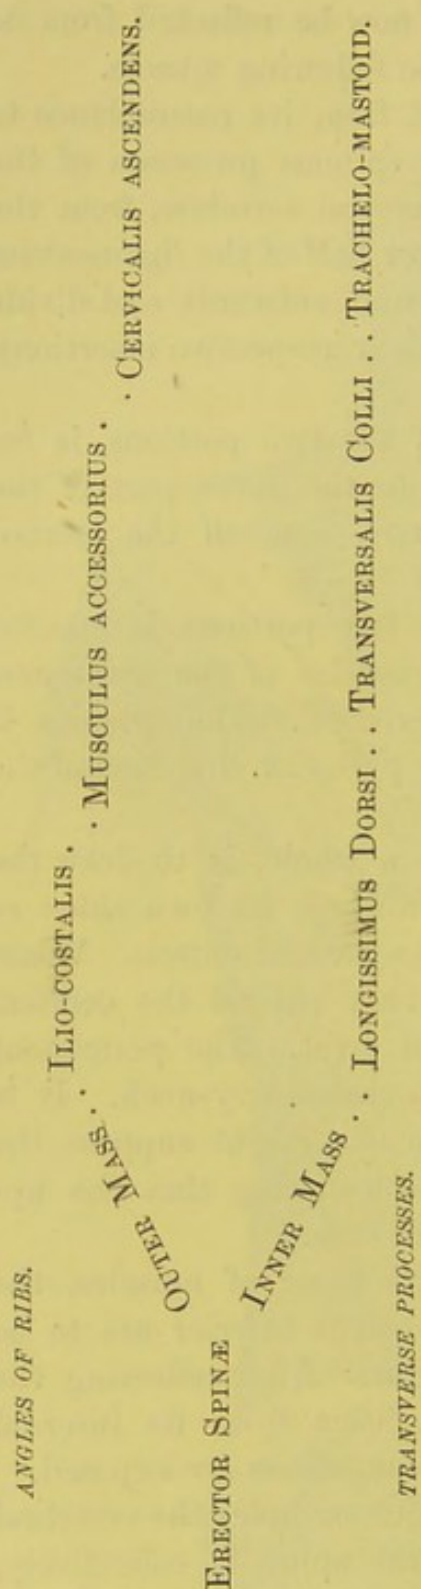 ANGLES OF RIBS.
OUTER MASS. . ILIO-COSTALIS . . MUSCULUS ACCESSORIUS . . CERVICALIS ASCENDENS.
ERECTOR SPINÆ
INNER MASS . . LONGISSIMUS DORSI . . TRANSVERSALIS COLLI . . TRACHELO-MASTOID.
TRANSVERSE PROCESSES.